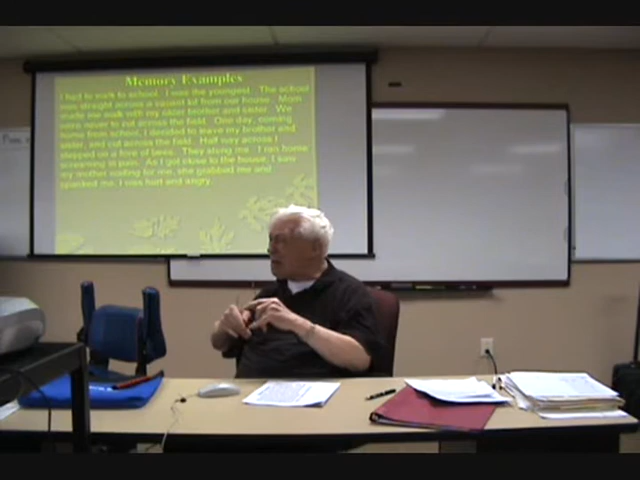 Memory Examples
I had to walk to school. I was the youngest. The school
was straight across a vacant lot from our house. Mom
made me walk with my older brother and sister. We
were never to cut across the field. One day, coming
home from school, I decided to leave my brother and
sister, and cut across the field. Half way across I
stepped on a hive of bees. They stung me. I ran home
screaming in pain. As I got close to the house, I saw
my mother waiting for me, she grabbed me and
spanked me. I was hurt and angry.